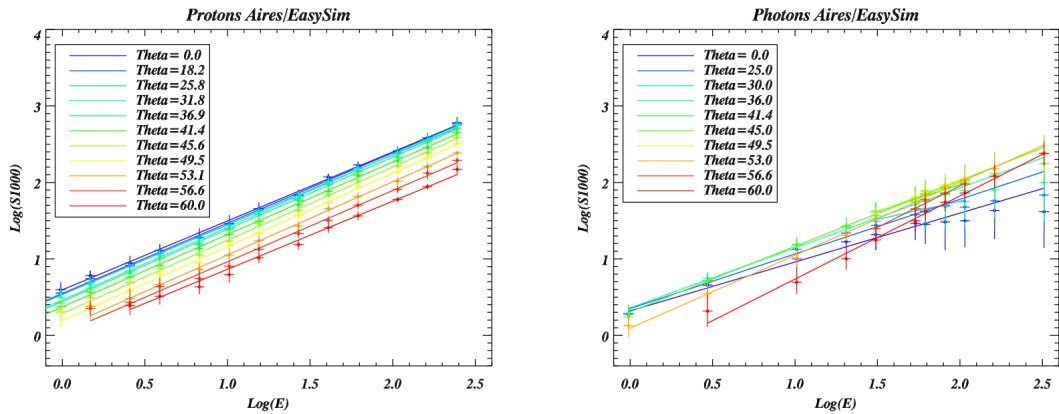 Protons Aires/EasySim
4
3
2
1
0
Log(S1000)
Theta= 0.0
Theta=18.2
Theta=25.8
Theta=31.8
Theta=36.9
Theta=41.4
Theta=45.6
Theta=49.5
Theta=53.1
Theta=56.6
Theta=60.0
0.0 0.5 1.0 1.5 2.0 2.5
Log(E)
Photons Aires/EasySim
4
3
2
1
0
Log(S1000)
Theta= 0.0
Theta=25.0
Theta=30.0
Theta=36.0
Theta=41.4
Theta=45.0
Theta=49.5
Theta=53.0
Theta=56.6
Theta=60.0
0.0 0.5 1.0 1.5 2.0 2.5
Log(E)